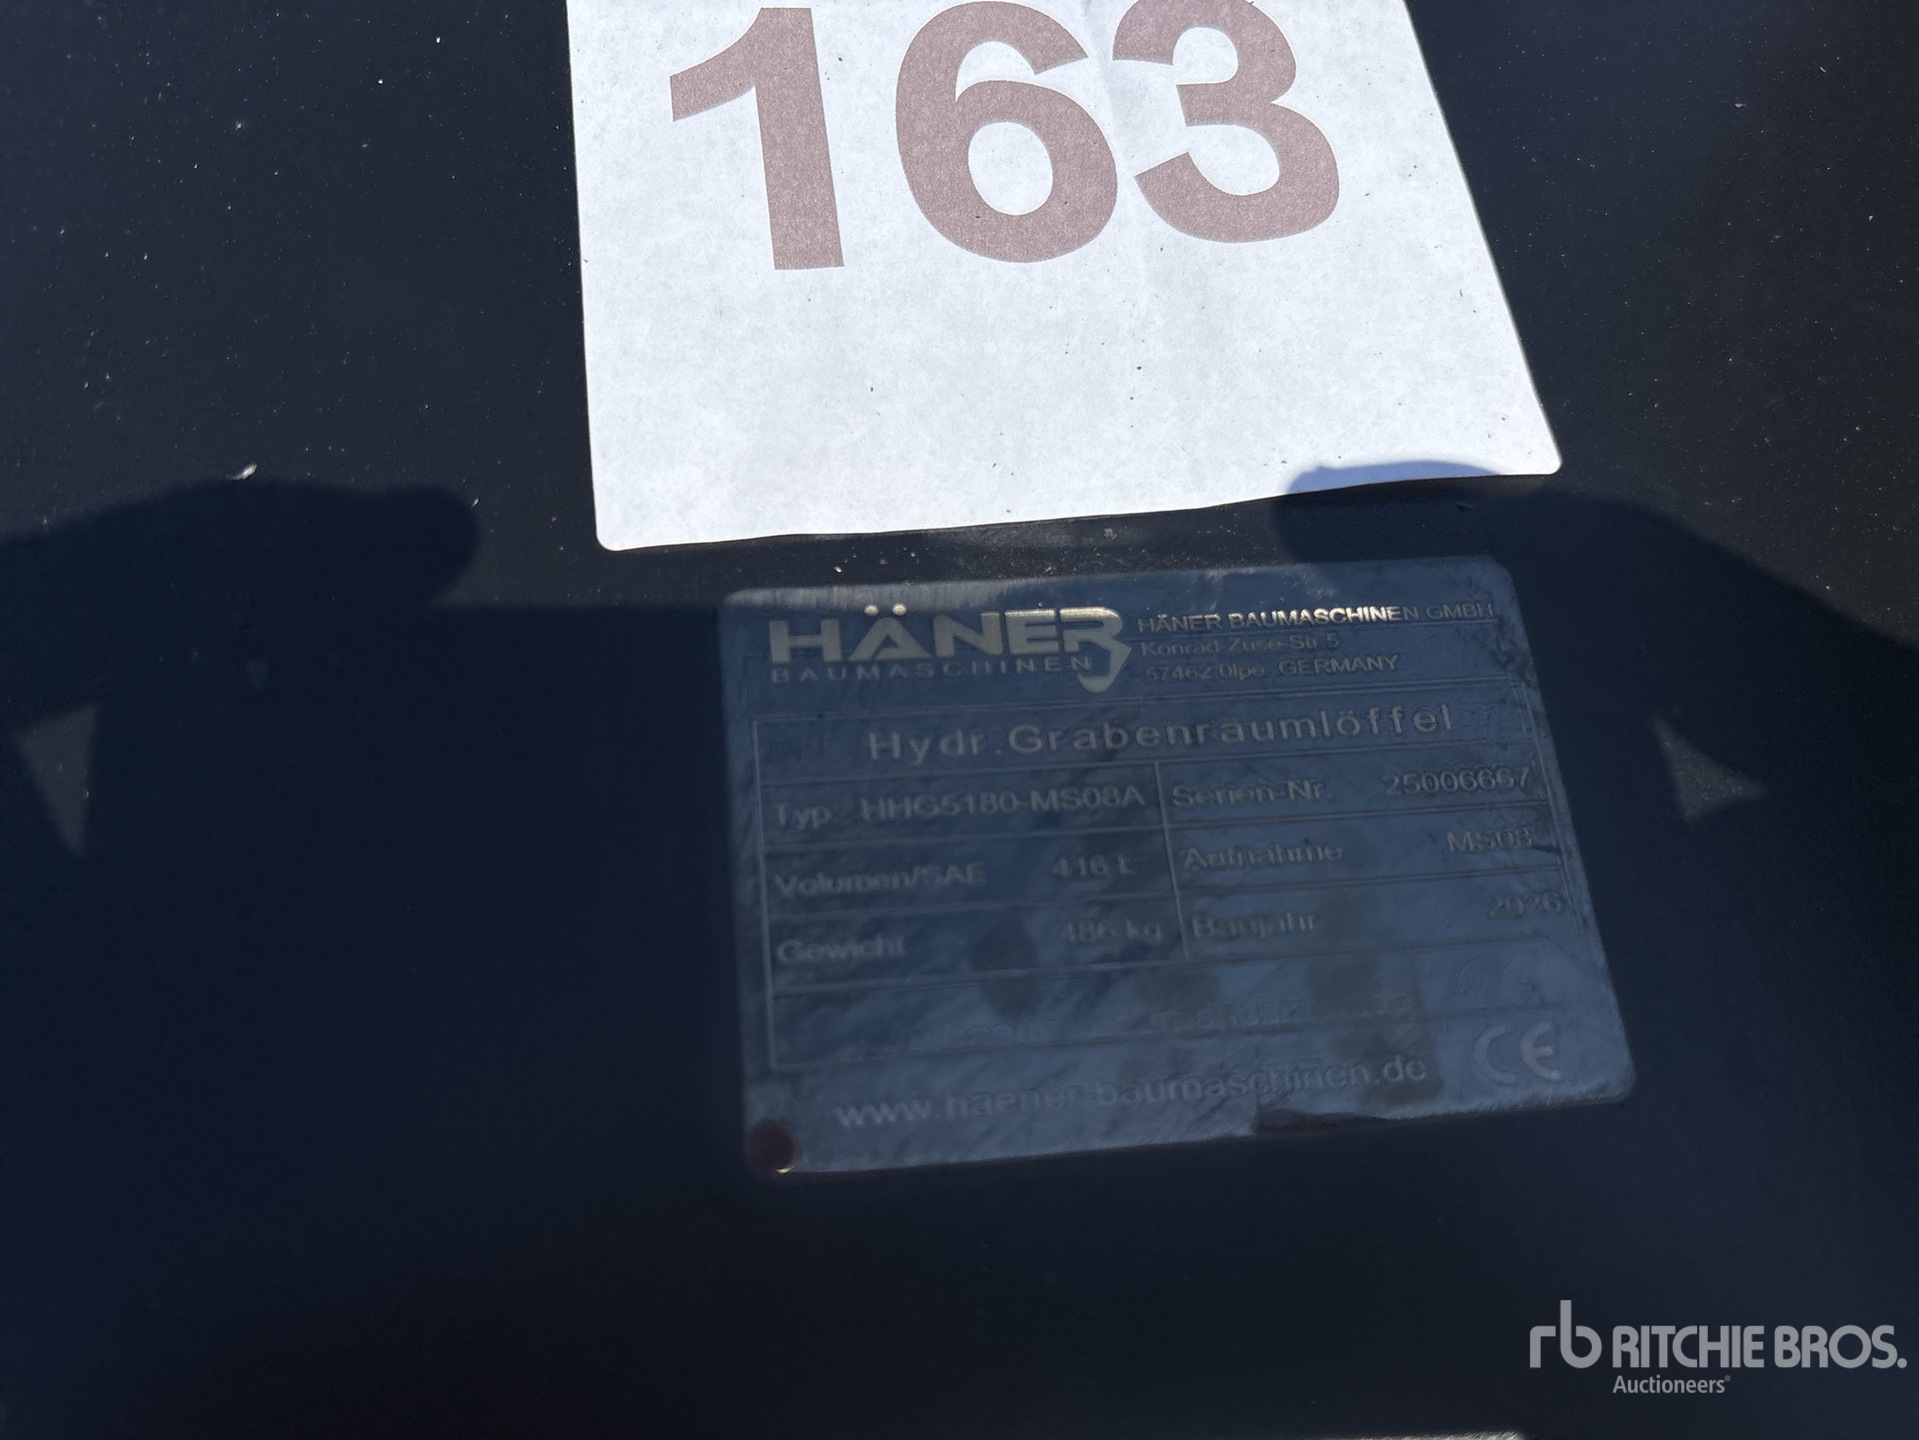 163
HÄNER
BAUMASCHINEN
HÄNER BAUMASCHINEN GMBH
Konrad-Zuse-Str.5
57462 Olpe, GERMANY
Hydr.Grabenräumlöffel
Typ HHG5180-MS08A Serien-Nr 25006667
Volumen/SAE 416 L Aufnahme MS08
Gewicht 486 kg Baujahr 2026
www.haener-baumaschinen.de CE
rb RITCHIE BROS.
Auctioneers®